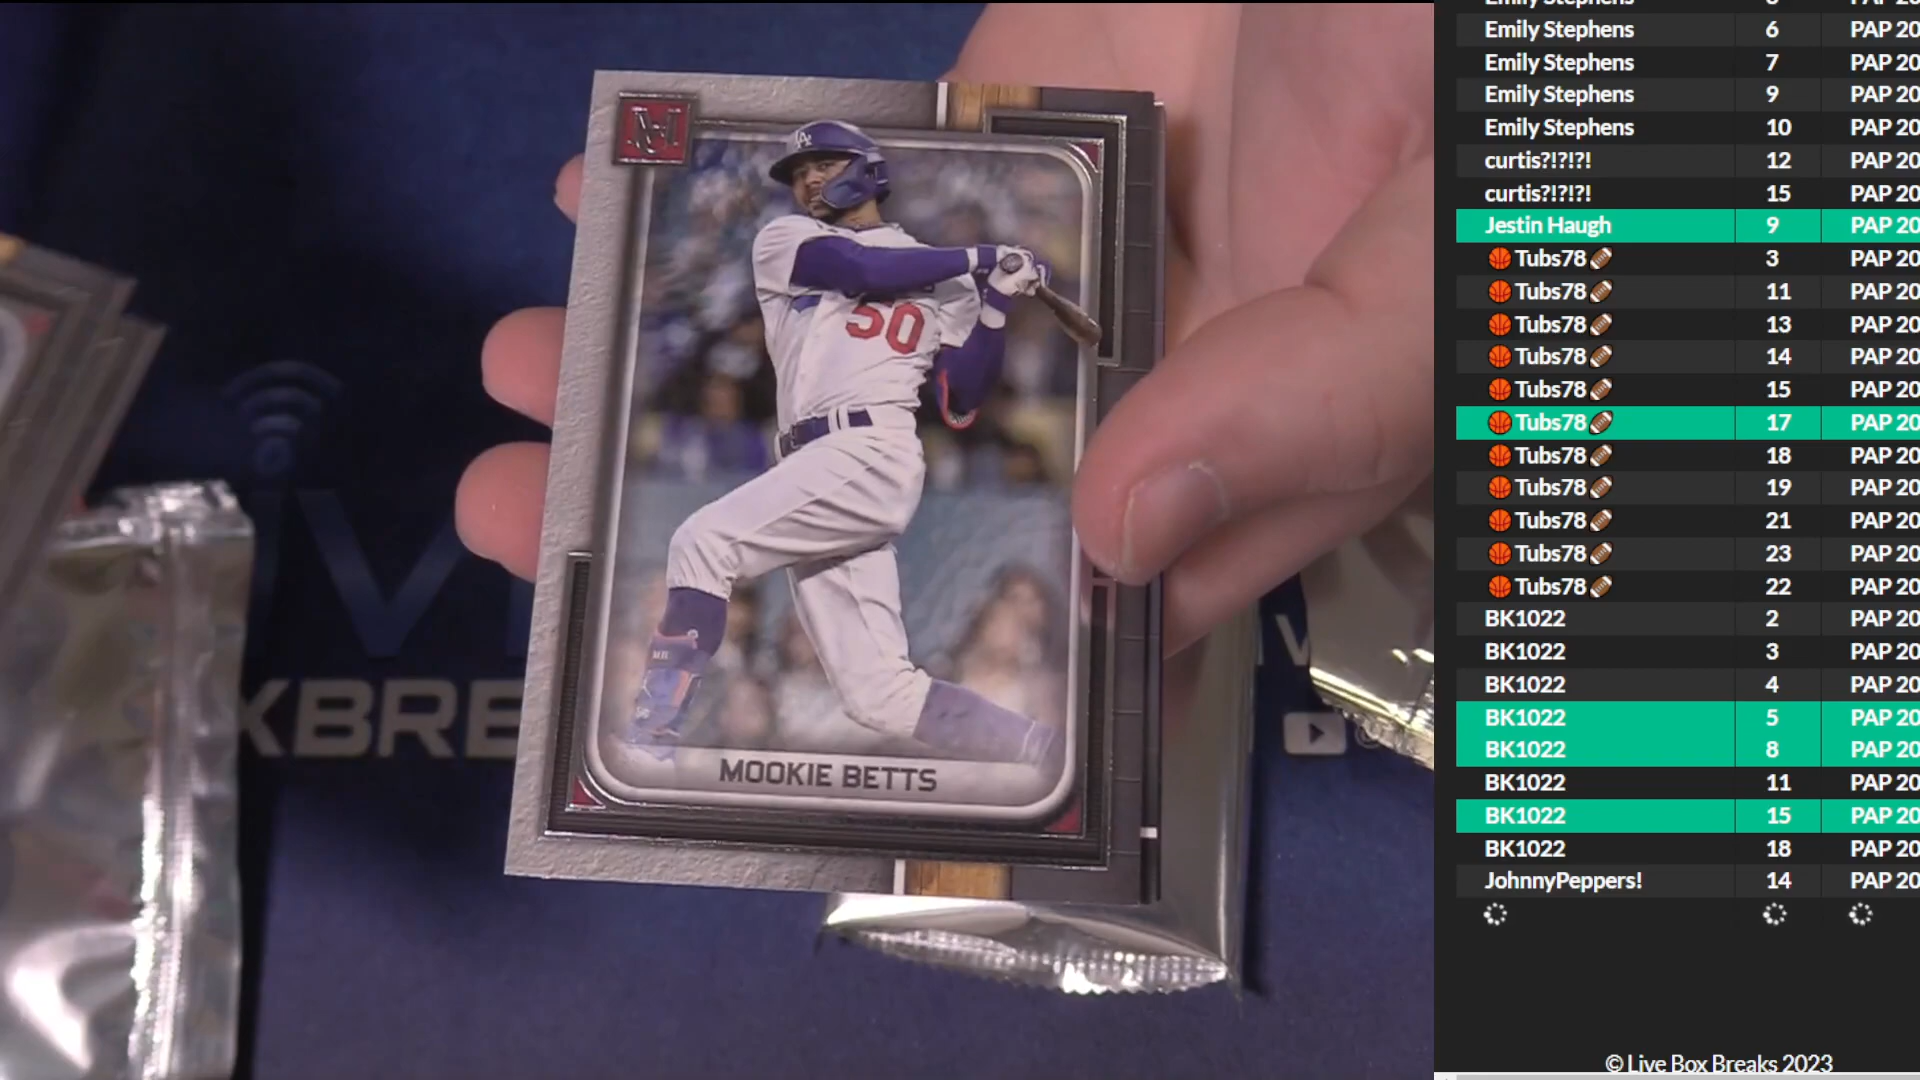 LA
50
MB
MOOKIE BETTS
XBRE
Emily Stephens 6 PAP 20
Emily Stephens 7 PAP 20
Emily Stephens 9 PAP 20
Emily Stephens 10 PAP 20
curtis?!?!?! 12 PAP 20
curtis?!?!?! 15 PAP 20
Jestin Haugh 9 PAP 20
🏀 Tubs78🏈 3 PAP 20
🏀 Tubs78🏈 11 PAP 20
🏀 Tubs78🏈 13 PAP 20
🏀 Tubs78🏈 14 PAP 20
🏀 Tubs78🏈 15 PAP 20
🏀 Tubs78🏈 17 PAP 20
🏀 Tubs78🏈 18 PAP 20
🏀 Tubs78🏈 19 PAP 20
🏀 Tubs78🏈 21 PAP 20
🏀 Tubs78🏈 23 PAP 20
🏀 Tubs78🏈 22 PAP 20
BK1022 2 PAP 20
BK1022 3 PAP 20
BK1022 4 PAP 20
BK1022 5 PAP 20
BK1022 8 PAP 20
BK1022 11 PAP 20
BK1022 15 PAP 20
BK1022 18 PAP 20
JohnnyPeppers! 14 PAP 20
© Live Box Breaks 2023